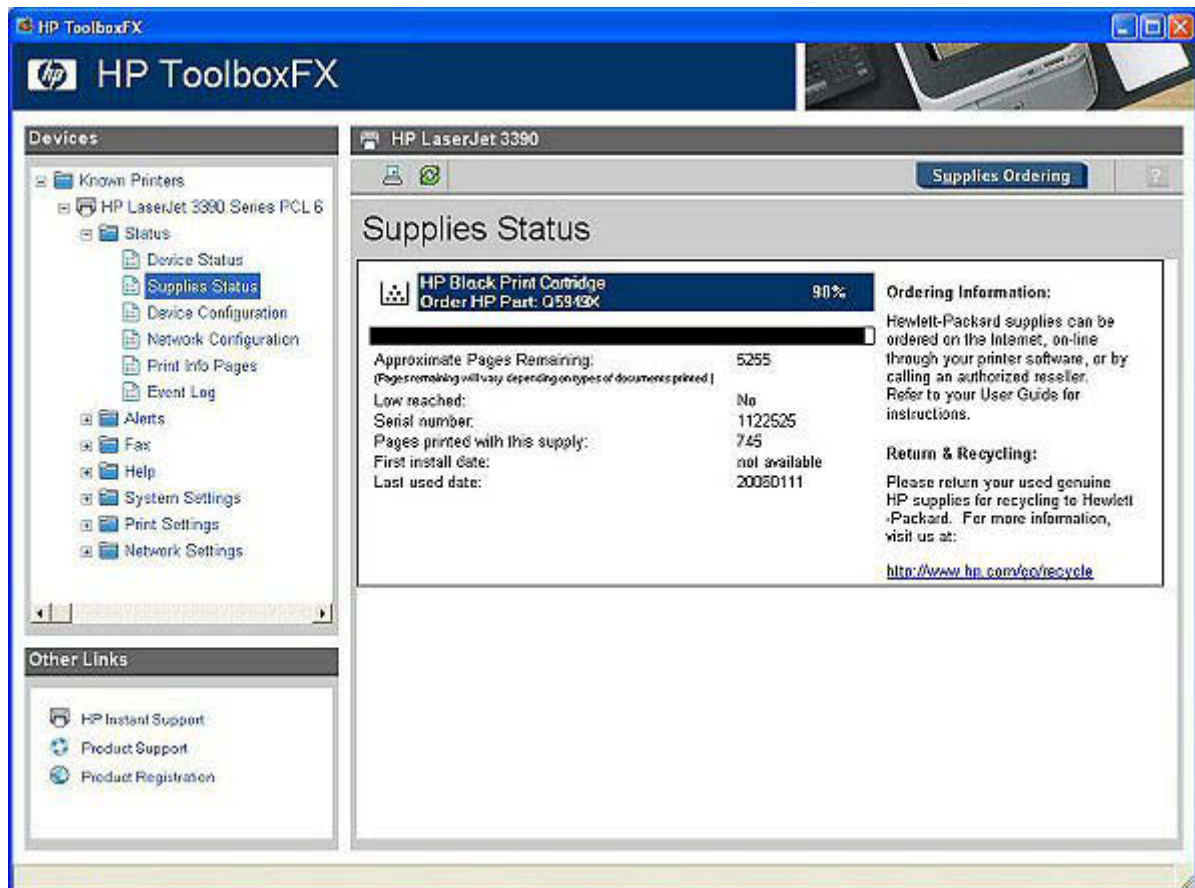 HP ToolboxFX
hp HP ToolboxFX
Devices
Known Printers
HP LaserJet 3390 Series PCL 6
Status
Device Status
Supplies Status
Device Configuration
Network Configuration
Print Info Pages
Event Log
Alerts
Fax
Help
System Settings
Print Settings
Network Settings
Other Links
HP Instant Support
Product Support
Product Registration
HP LaserJet 3390
Supplies Ordering
?
Supplies Status
HP Black Print Cartridge 90%
Order HP Part:
Approximate Pages Remaining: 5255
(Pages remaining will vary depending on types of documents printed.)
Low reached: No
Serial number: 1122525
Pages printed with this supply: 745
First install date: not available
Last used date: 20060111
Ordering Information:
Hewlett-Packard supplies can be
ordered on the Internet, on-line
through your printer software, or by
calling an authorized reseller.
Refer to your User Guide for
instructions.
Return & Recycling:
Please return your used genuine
HP supplies for recycling to Hewlett
-Packard. For more information,
visit us at:
http://www.hp.com/go/recycle